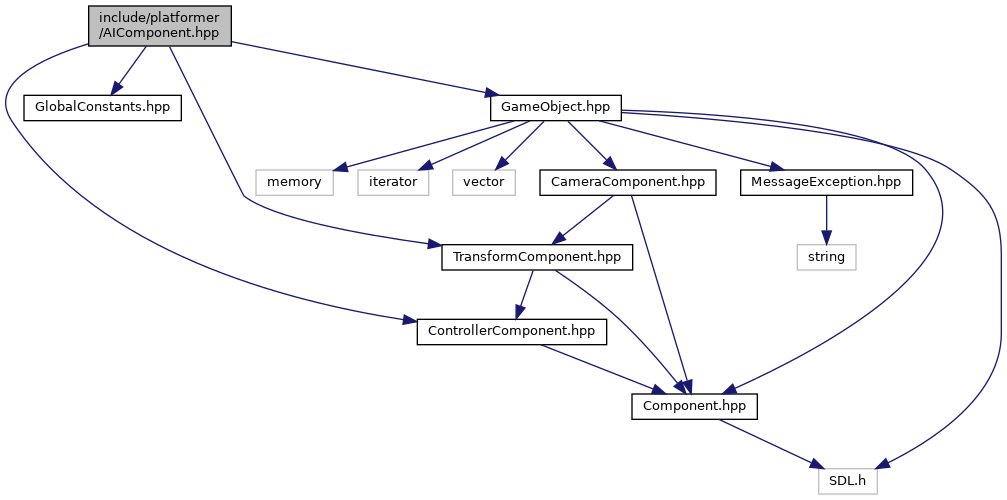 include/platformer
/AIComponent.hpp
GlobalConstants.hpp
GameObject.hpp
memory
iterator
vector
CameraComponent.hpp
MessageException.hpp
TransformComponent.hpp
string
ControllerComponent.hpp
Component.hpp
SDL.h